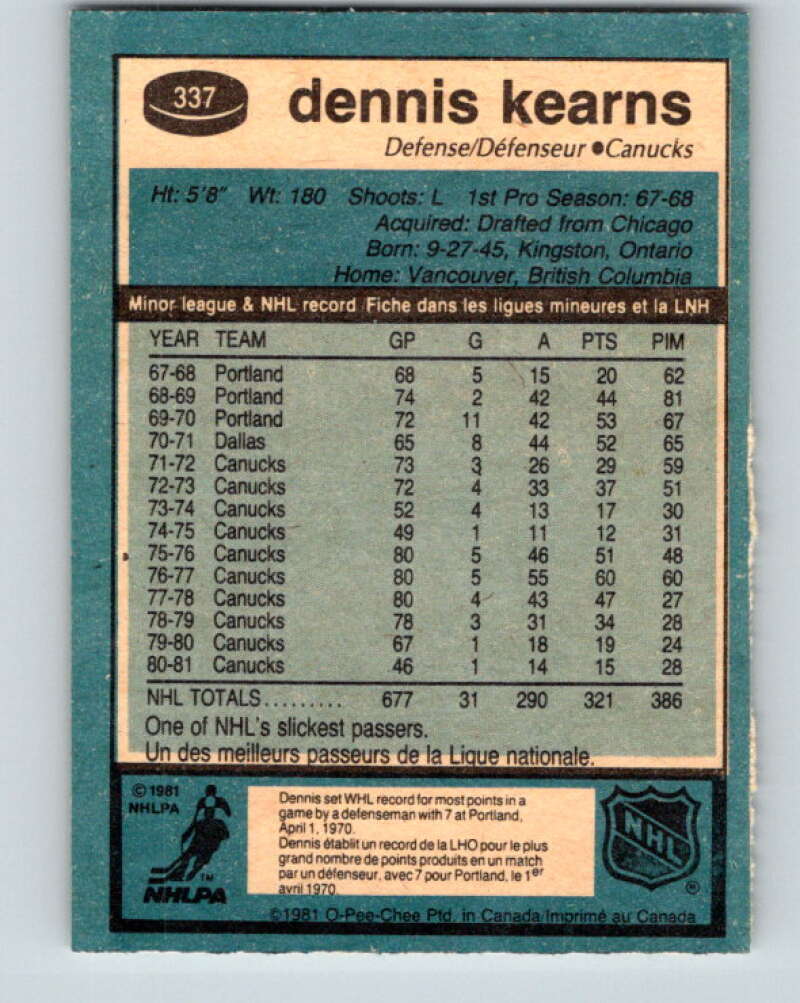 337
dennis kearns
Defense/Défenseur ●Canucks
Ht: 5'8" Wt: 180 Shoots: L 1st Pro Season: 67-68
Acquired: Drafted from Chicago
Born: 9-27-45, Kingston, Ontario
Home: Vancouver, British Columbia
Minor league & NHL record/Fiche dans les ligues mineures et la LNH
YEAR TEAM GP G A PTS PIM
67-68 Portland 68 5 15 20 62
68-69 Portland 74 2 42 44 81
69-70 Portland 72 11 42 53 67
70-71 Dallas 65 8 44 52 65
71-72 Canucks 73 3 26 29 59
72-73 Canucks 72 4 33 37 51
73-74 Canucks 52 4 13 17 30
74-75 Canucks 49 1 11 12 31
75-76 Canucks 80 5 46 51 48
76-77 Canucks 80 5 55 60 60
77-78 Canucks 80 4 43 47 27
78-79 Canucks 78 3 31 34 28
79-80 Canucks 67 1 18 19 24
80-81 Canucks 46 1 14 15 28
NHL TOTALS......... 677 31 290 321 386
One of NHL's slickest passers.
Un des meilleurs passeurs de la Ligue nationale.
©1981
NHLPA
TM
NHLPA
Dennis set WHL record for most points in a
game by a defenseman with 7 at Portland,
April 1, 1970.
Dennis établit un record de la LHO pour le plus
grand nombre de points produits en un match
par un défenseur, avec 7 pour Portland, le 1er
avril 1970.
NHL
®
©1981 O-Pee-Chee Ptd. in Canada/Imprimé au Canada